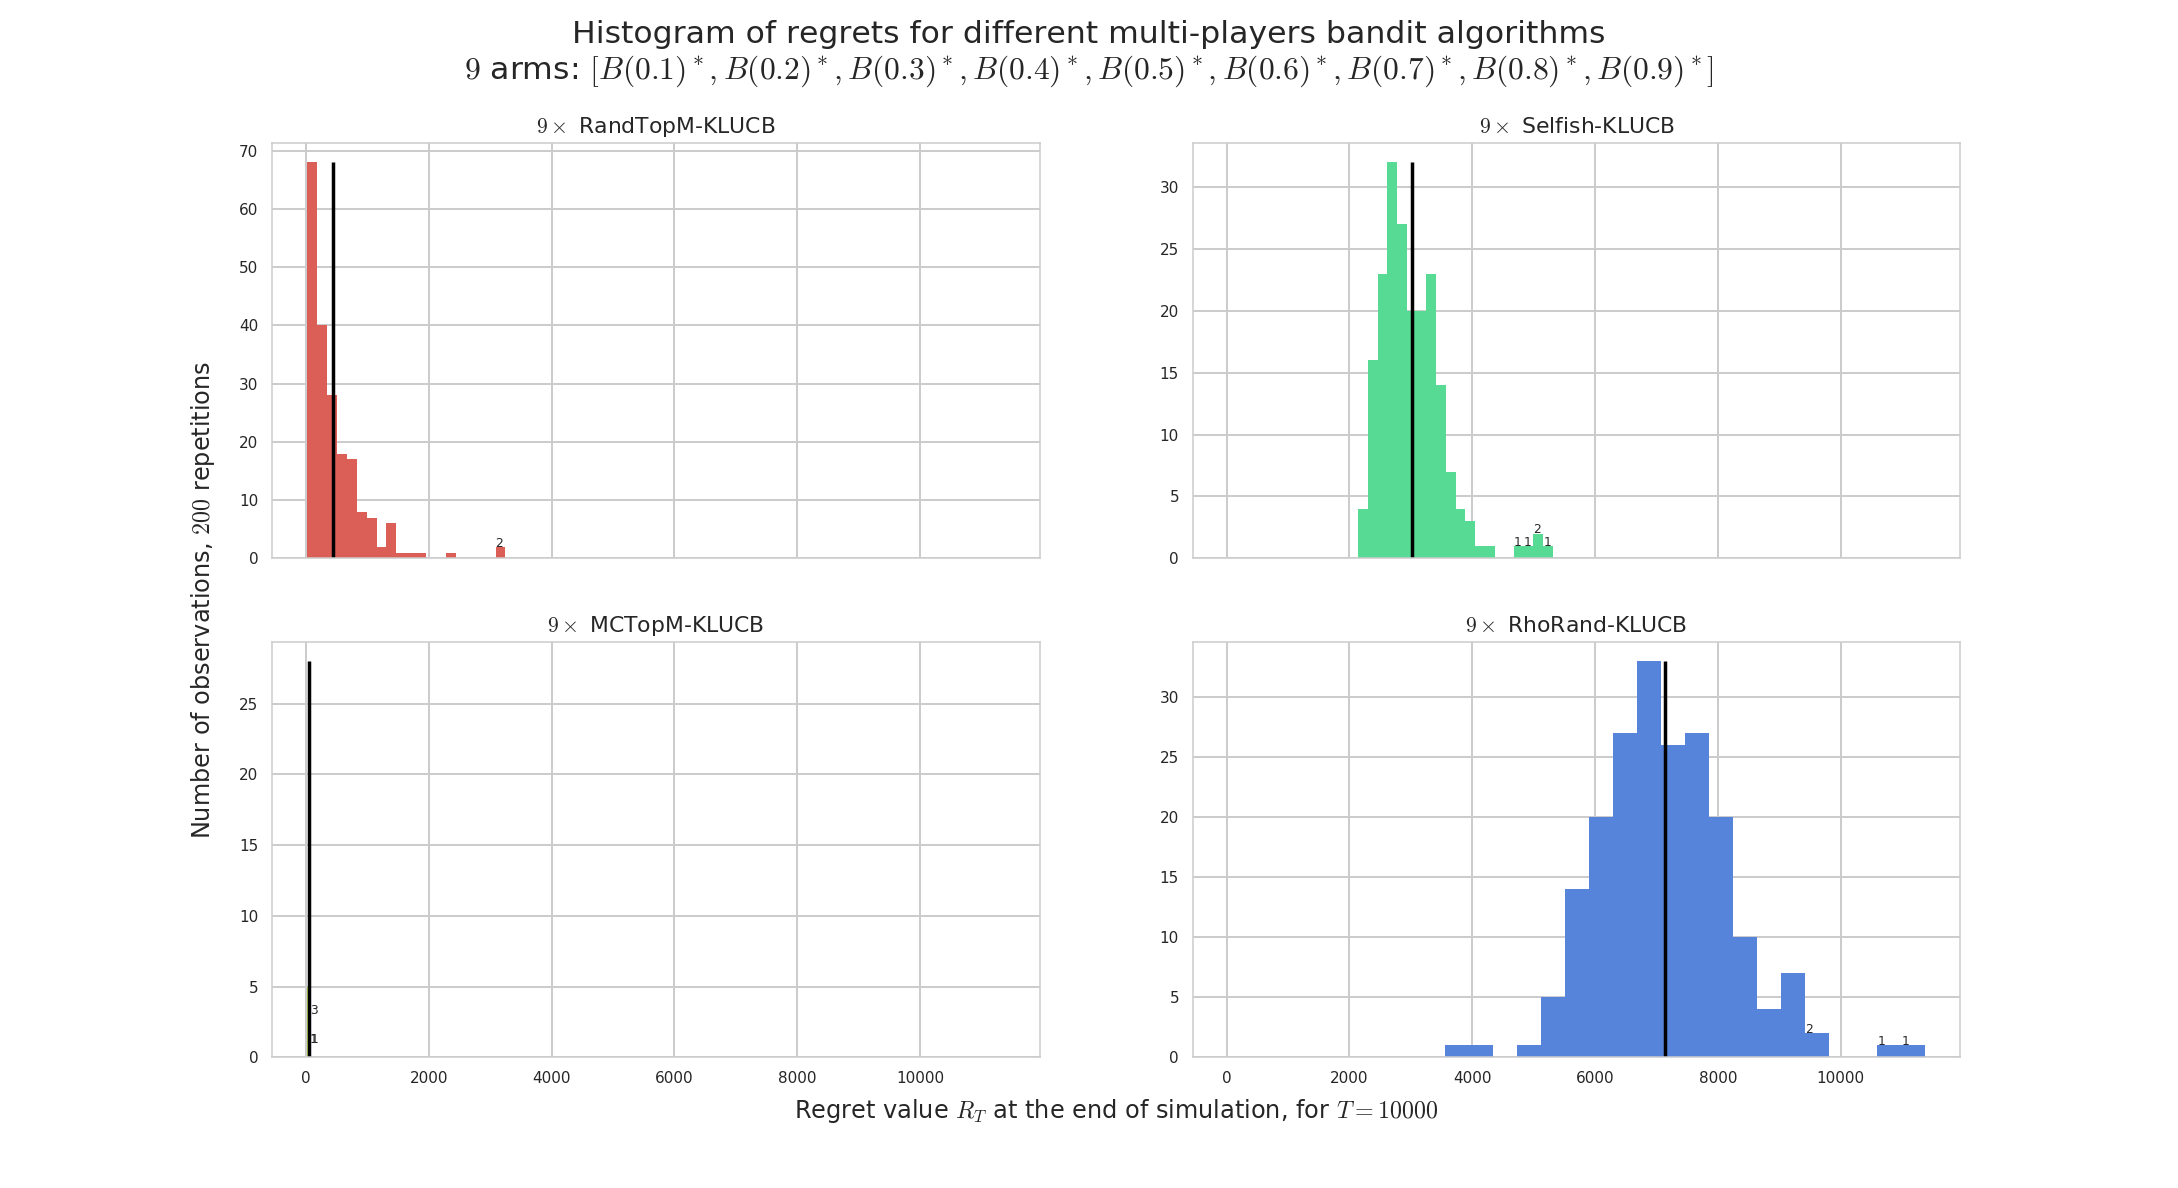 Histogram of regrets for different multi-players bandit algorithms
9 arms: [B(0.1)*, B(0.2)*, B(0.3)*, B(0.4)*, B(0.5)*, B(0.6)*, B(0.7)*, B(0.8)*, B(0.9)*]
Number of observations, 200 repetitions
9× RandTopM-KLUCB
70
60
50
40
30
20
10
0
2
9× Selfish-KLUCB
30
25
20
15
10
5
0
1 1 2 1
9× MCTopM-KLUCB
25
20
15
10
5
0
3
1
0 2000 4000 6000 8000 10000
9× RhoRand-KLUCB
30
25
20
15
10
5
0
2 1 1
0 2000 4000 6000 8000 10000
Regret value R_T at the end of simulation, for T = 10000